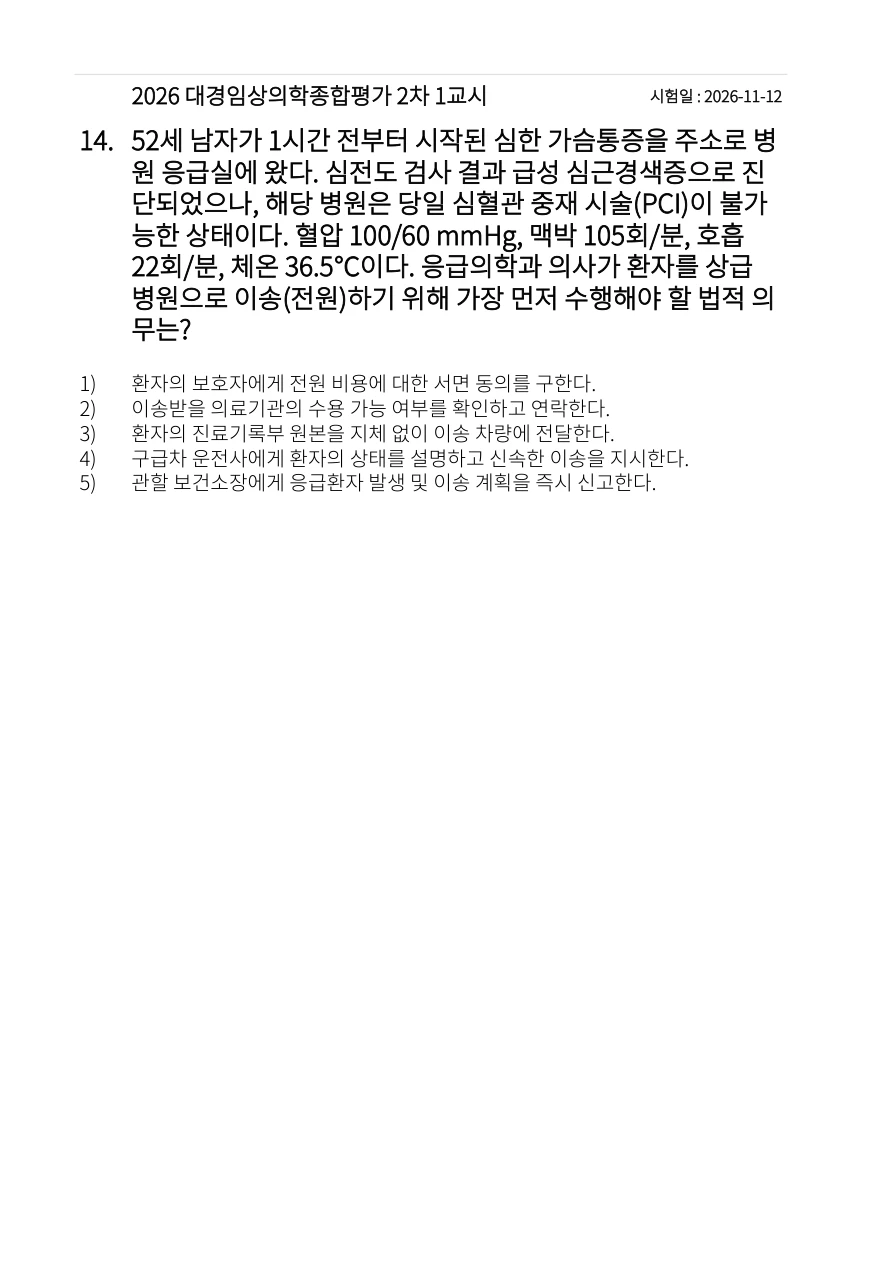 2026 대경임상의학종합평가 2차 1교시
시험일 : 2026-11-12
14. 52세 남자가 1시간 전부터 시작된 심한 가슴통증을 주소로 병
원 응급실에 왔다. 심전도 검사 결과 급성 심근경색증으로 진
단되었으나, 해당 병원은 당일 심혈관 중재 시술(PCI)이 불가
능한 상태이다. 혈압 100/60 mmHg, 맥박 105회/분, 호흡
22회/분, 체온 36.5°C이다. 응급의학과 의사가 환자를 상급
병원으로 이송(전원)하기 위해 가장 먼저 수행해야 할 법적 의
무는?
1) 환자의 보호자에게 전원 비용에 대한 서면 동의를 구한다.
2) 이송받을 의료기관의 수용 가능 여부를 확인하고 연락한다.
3) 환자의 진료기록부 원본을 지체 없이 이송 차량에 전달한다.
4) 구급차 운전사에게 환자의 상태를 설명하고 신속한 이송을 지시한다.
5) 관할 보건소장에게 응급환자 발생 및 이송 계획을 즉시 신고한다.